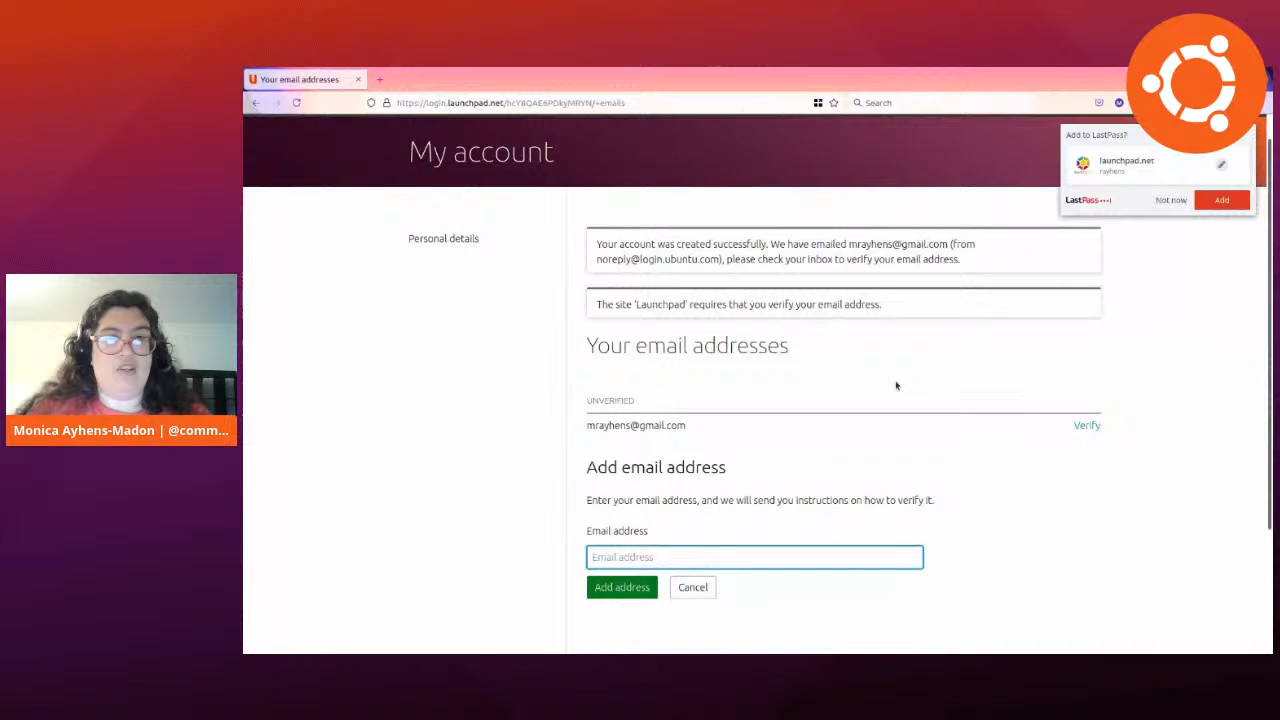 Your email addresses
https://login.launchpad.net/hcY8QAE6PDkyMRYN/+emails
Search
My account
Add to LastPass?
launchpad.net
rayhens
LastPass
Not now
Add
Personal details
Your account was created successfully. We have emailed mrayhens@gmail.com (from
noreply@login.ubuntu.com), please check your inbox to verify your email address.
The site 'Launchpad' requires that you verify your email address.
Your email addresses
UNVERIFIED
mrayhens@gmail.com
Verify
Add email address
Enter your email address, and we will send you instructions on how to verify it.
Email address
Email address
Add address
Cancel
Monica Ayhens-Madon | @comm...